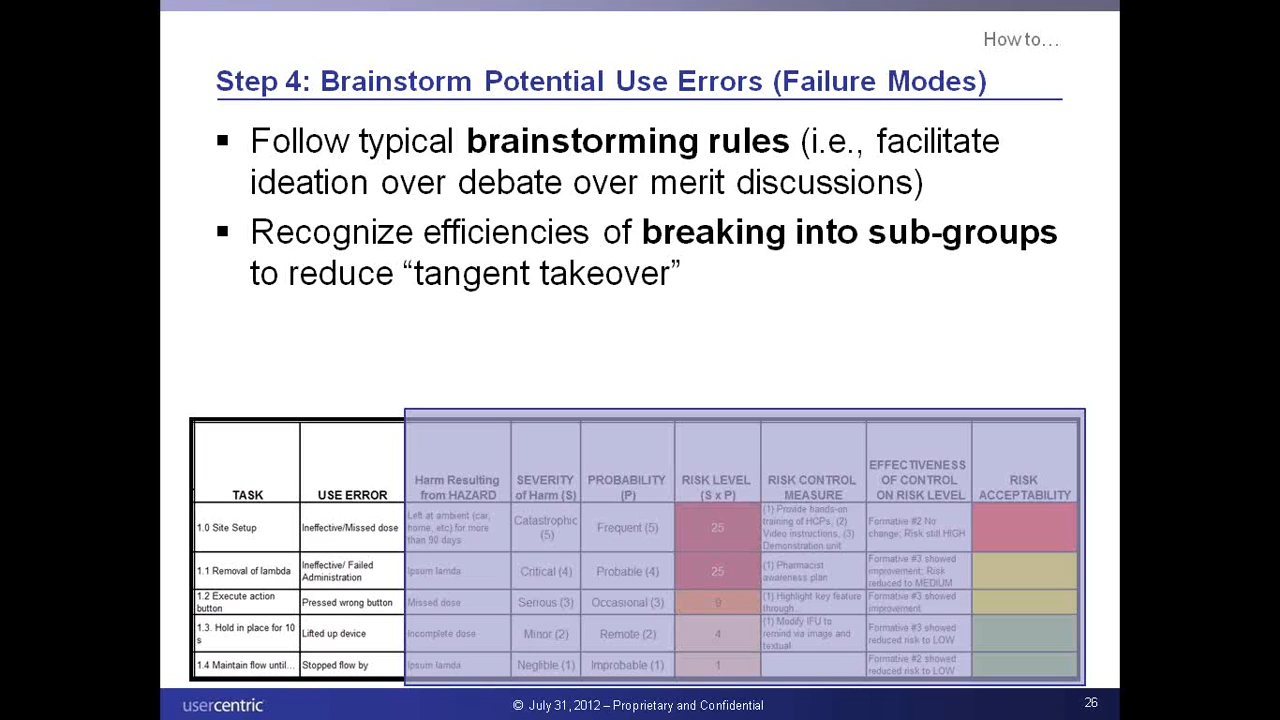 How to…
Step 4: Brainstorm Potential Use Errors (Failure Modes)
▪ Follow typical brainstorming rules (i.e., facilitate
ideation over debate over merit discussions)
▪ Recognize efficiencies of breaking into sub-groups
to reduce “tangent takeover”
TASK
USE ERROR
Harm Resulting
from HAZARD
SEVERITY
of Harm (S)
PROBABILITY
(P)
RISK LEVEL
(S x P)
RISK CONTROL
MEASURE
EFFECTIVENESS
OF CONTROL
ON RISK LEVEL
RISK
ACCEPTABILITY
1.0 Site Setup
Ineffective/Missed dose
Left at ambient (car,
home, etc) for more
than 90 days
Catastrophic
(5)
Frequent (5)
25
(1) Provide hands-on
training of HCPs, (2)
Video instructions, (3)
Demonstration unit
Formative #2 No
change; Risk still HIGH
1.1 Removal of lambda
Ineffective/ Failed
Administration
Ipsum lamda
Critical (4)
Probable (4)
25
(1) Pharmacist
awareness plan
Formative #3 showed
improvement; Risk
reduced to MEDIUM
1.2 Execute action
button
Pressed wrong button
Missed dose
Serious (3)
Occasional (3)
9
(1) Highlight key feature
through...
Formative #3 showed
improvement
1.3. Hold in place for 10
s
Lifted up device
Incomplete dose
Minor (2)
Remote (2)
4
(1) Modify IFU to
remind via image and
textual
Formative #3 showed
reduced risk to LOW
1.4 Maintain flow until...
Stopped flow by
Ipsum lamda
Neglible (1)
Improbable (1)
1
Formative #2 showed
reduced risk to LOW
usercentric
© July 31, 2012 – Proprietary and Confidential
26